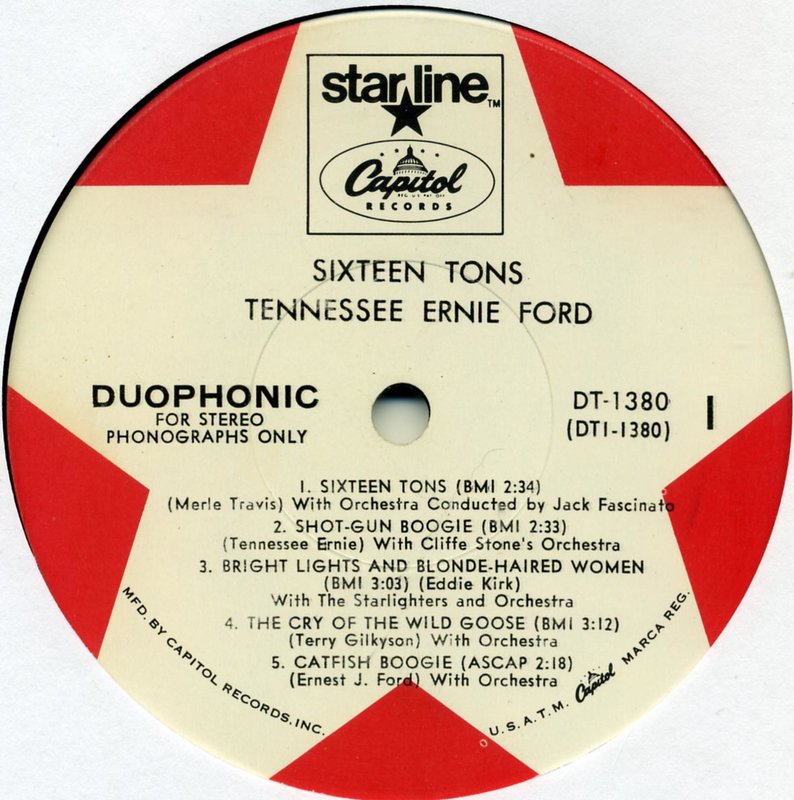 starline TM
Capitol
REG. U.S. PAT. OFF.
RECORDS
SIXTEEN TONS
TENNESSEE ERNIE FORD
DUOPHONIC
FOR STEREO
PHONOGRAPHS ONLY
DT-1380
(DT1-1380)
1
1. SIXTEEN TONS (BMI 2:34)
(Merle Travis) With Orchestra Conducted by Jack Fascinato
2. SHOT-GUN BOOGIE (BMI 2:33)
(Tennessee Ernie) With Cliffe Stone's Orchestra
3. BRIGHT LIGHTS AND BLONDE-HAIRED WOMEN
(BMI 3:03) (Eddie Kirk)
With The Starlighters and Orchestra
4. THE CRY OF THE WILD GOOSE (BMI 3:12)
(Terry Gilkyson) With Orchestra
5. CATFISH BOOGIE (ASCAP 2:18)
(Ernest J. Ford) With Orchestra
MFD. BY CAPITOL RECORDS, INC.
U.S.A. T.M. Capitol MARCA REG.